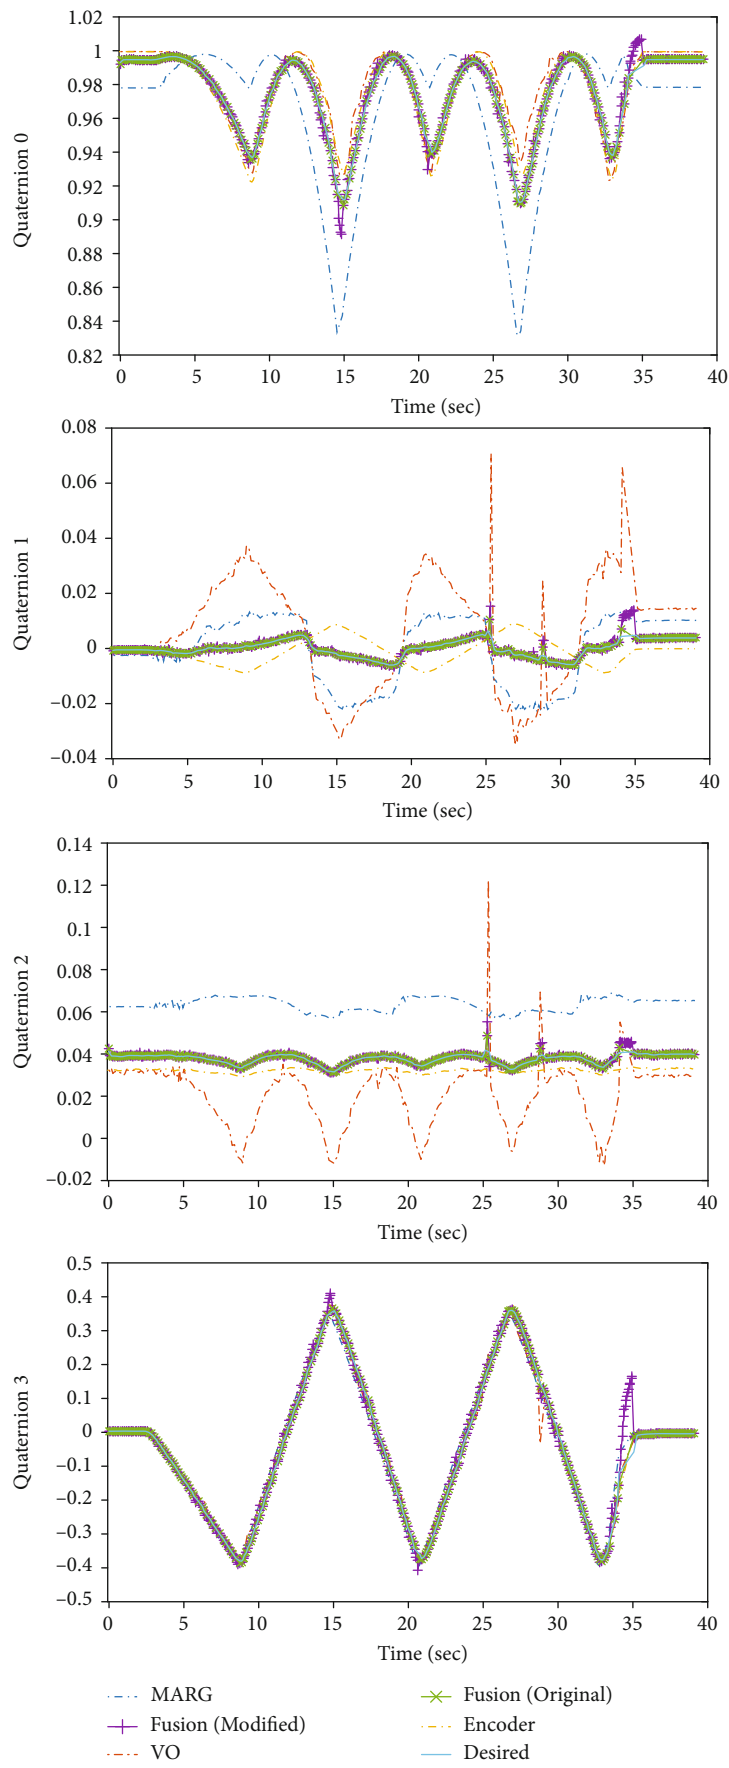 1.02
1
0.98
0.96
0.94
0.92
0.9
0.88
0.86
0.84
0.82
Quaternion 0
0 5 10 15 20 25 30 35 40
Time (sec)
0.08
0.06
0.04
0.02
0
–0.02
–0.04
Quaternion 1
0 5 10 15 20 25 30 35 40
Time (sec)
0.14
0.12
0.1
0.08
0.06
0.04
0.02
0
–0.02
Quaternion 2
0 5 10 15 20 25 30 35 40
Time (sec)
0.5
0.4
0.3
0.2
0.1
0
–0.1
–0.2
–0.3
–0.4
–0.5
Quaternion 3
0 5 10 15 20 25 30 35 40
Time (sec)
MARG
Fusion (Modified)
VO
Fusion (Original)
Encoder
Desired